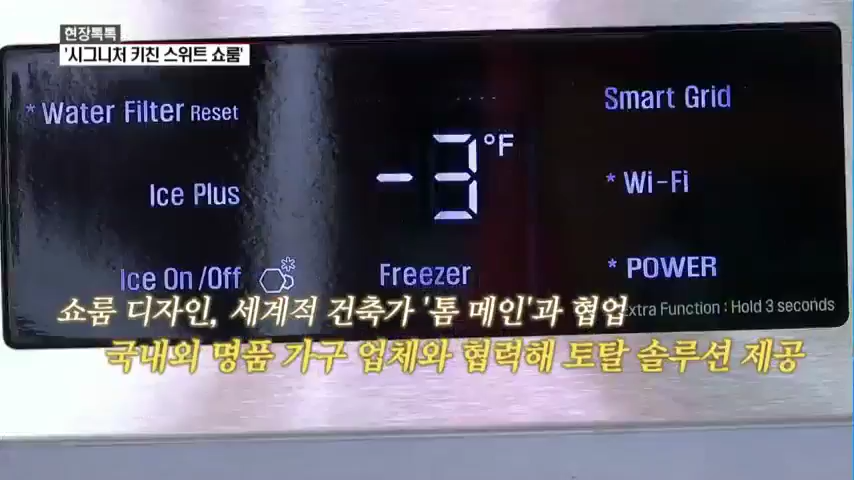 현장톡톡
'시그니처 키친 스위트 쇼룸'
* Water Filter Reset
Smart Grid
-3 °F
Ice Plus
* Wi-Fi
Ice On/Off
Freezer
* POWER
Extra Function : Hold 3 seconds
쇼룸 디자인, 세계적 건축가 '톰 메인'과 협업
국내외 명품 가구 업체와 협력해 토탈 솔루션 제공